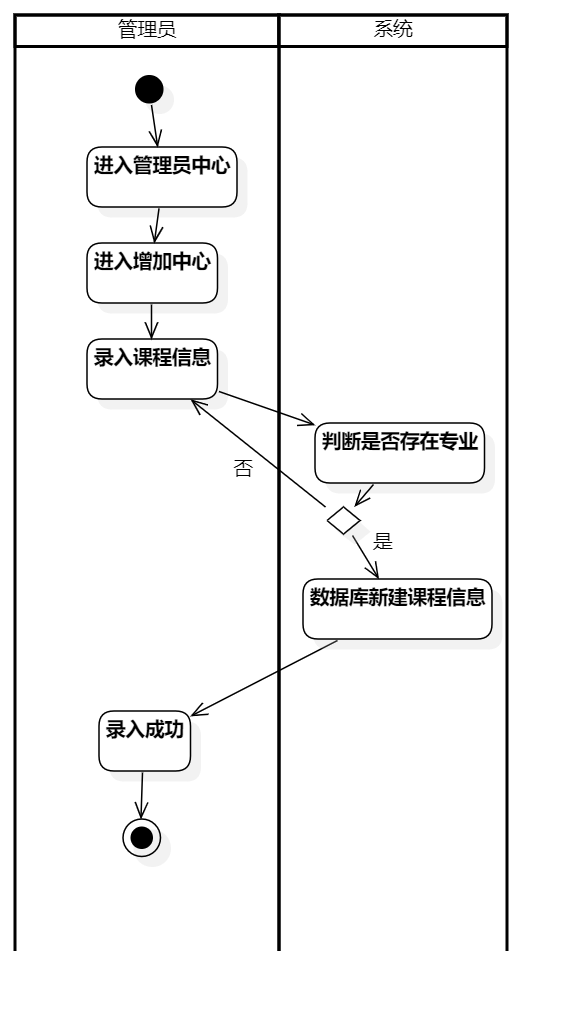 管理员
系统
进入管理员中心
进入增加中心
录入课程信息
判断是否存在专业
否
是
数据库新建课程信息
录入成功